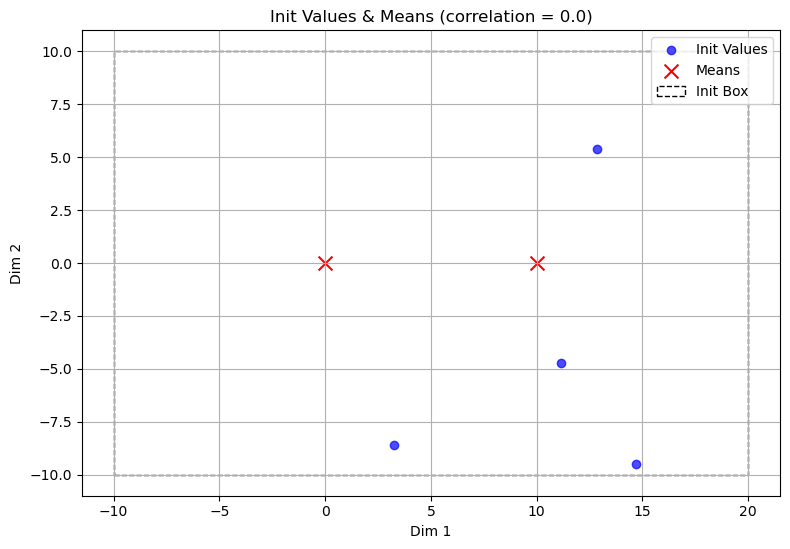 Init Values & Means (correlation = 0.0)
Init Values
Means
Init Box
10.0
7.5
5.0
2.5
0.0
−2.5
−5.0
−7.5
−10.0
Dim 2
−10
−5
0
5
10
15
20
Dim 1